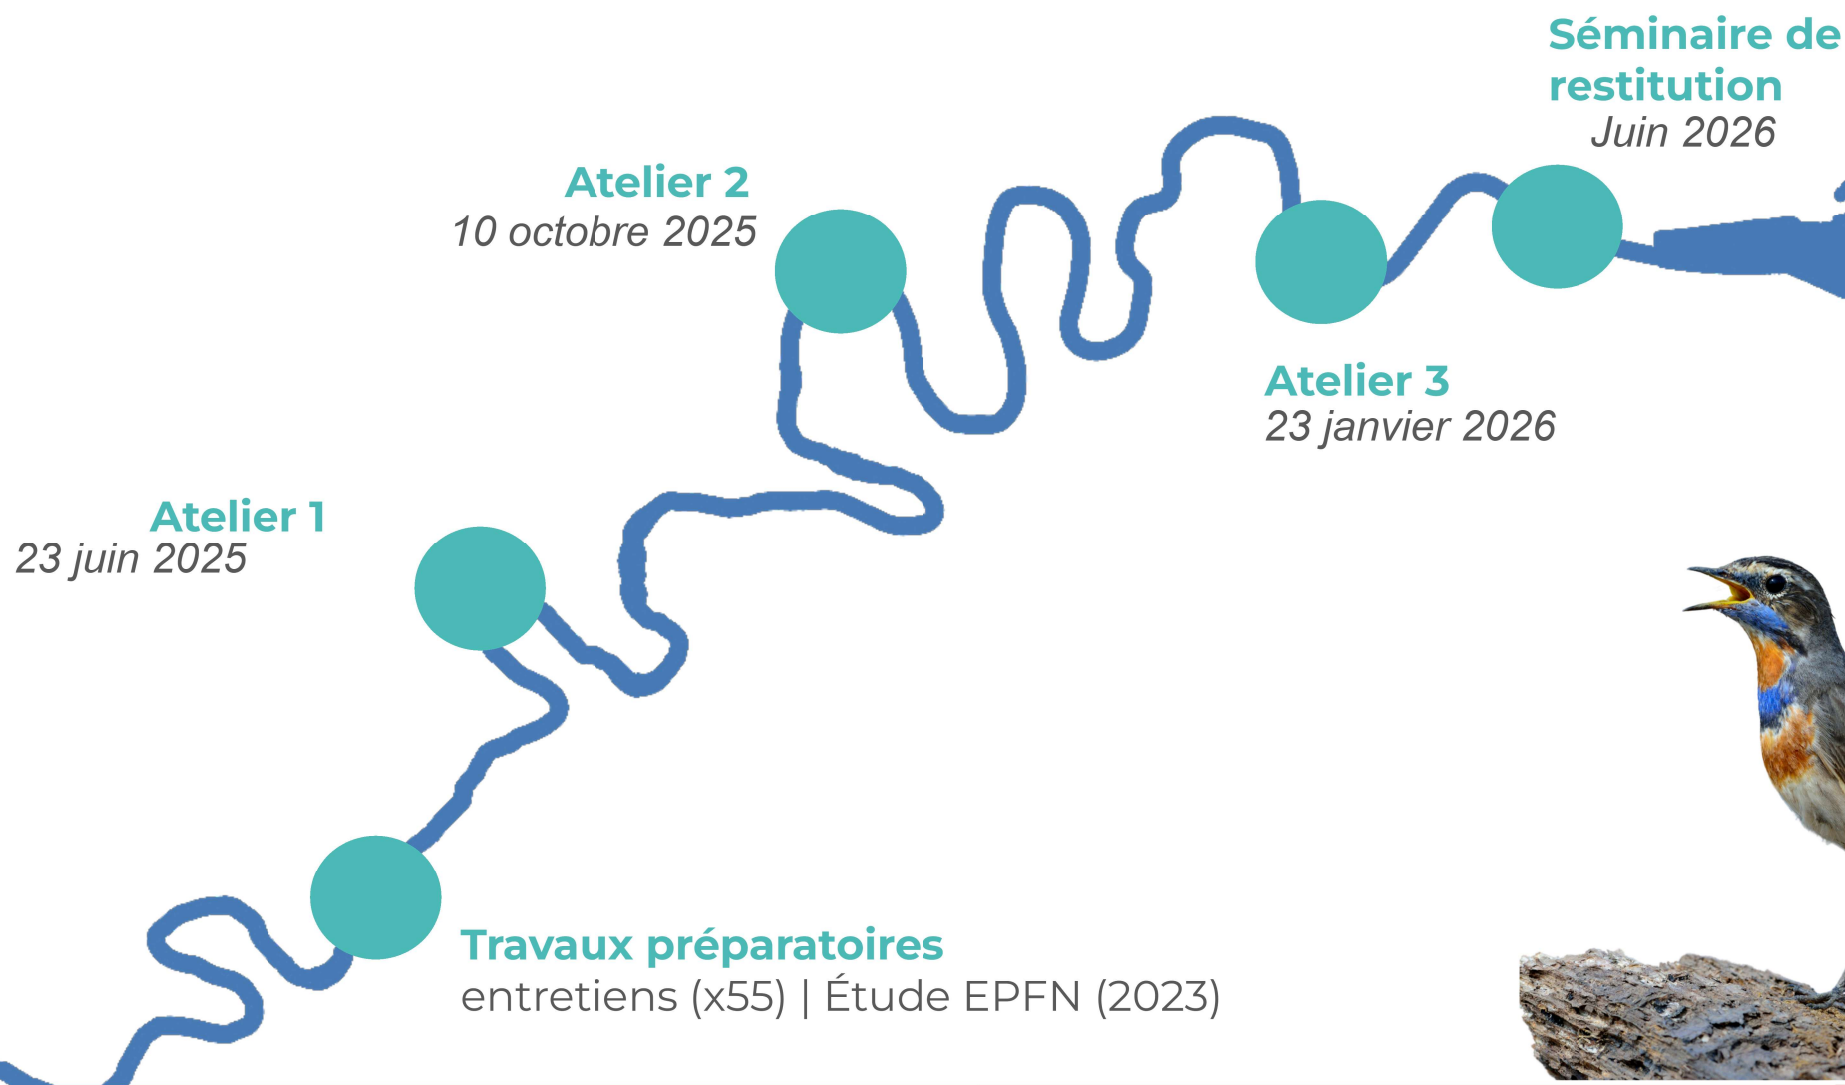 Séminaire de
restitution
Juin 2026
Atelier 2
10 octobre 2025
Atelier 3
23 janvier 2026
Atelier 1
23 juin 2025
Travaux préparatoires
entretiens (x55) | Étude EPFN (2023)